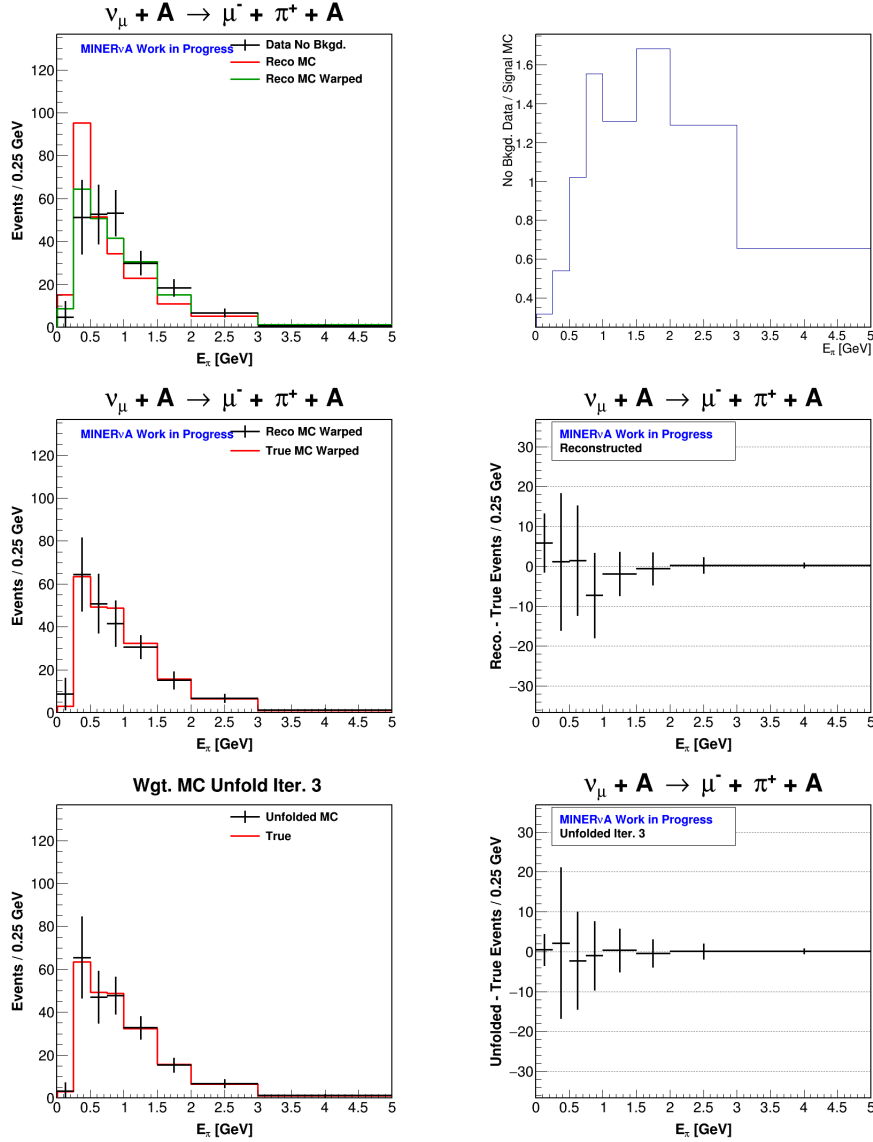 ν_μ + A → μ⁻ + π⁺ + A
MINERνA Work in Progress
Data No Bkgd.
Reco MC
Reco MC Warped
Events / 0.25 GeV
120
100
80
60
40
20
0
0 0.5 1 1.5 2 2.5 3 3.5 4 4.5 5
E_π [GeV]
No Bkgd. Data / Signal MC
1.6
1.4
1.2
1
0.8
0.6
0.4
0 0.5 1 1.5 2 2.5 3 3.5 4 4.5 5
E_π [GeV]
ν_μ + A → μ⁻ + π⁺ + A
MINERνA Work in Progress
Reco MC Warped
True MC Warped
Events / 0.25 GeV
120
100
80
60
40
20
0
0 0.5 1 1.5 2 2.5 3 3.5 4 4.5 5
E_π [GeV]
ν_μ + A → μ⁻ + π⁺ + A
MINERνA Work in Progress
Reconstructed
Reco. - True Events / 0.25 GeV
30
20
10
0
−10
−20
−30
0 0.5 1 1.5 2 2.5 3 3.5 4 4.5 5
E_π [GeV]
Wgt. MC Unfold Iter. 3
Unfolded MC
True
Events / 0.25 GeV
120
100
80
60
40
20
0
0 0.5 1 1.5 2 2.5 3 3.5 4 4.5 5
E_π [GeV]
ν_μ + A → μ⁻ + π⁺ + A
MINERνA Work in Progress
Unfolded Iter. 3
Unfolded - True Events / 0.25 GeV
30
20
10
0
−10
−20
−30
0 0.5 1 1.5 2 2.5 3 3.5 4 4.5 5
E_π [GeV]